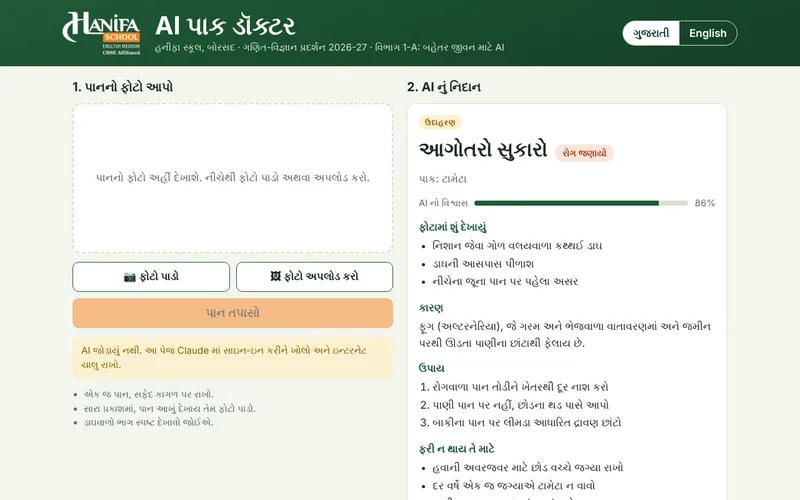 HANIFA
SCHOOL
ENGLISH MEDIUM
CBSE Affiliated
AI પાક ડૉક્ટર
હનીફા સ્કૂલ, બોરસદ · ગણિત-વિજ્ઞાન પ્રદર્શન 2026-27 · વિભાગ 1-A: બહેતર જીવન માટે AI
ગુજરાતી
English
1. પાનનો ફોટો આપો
પાનનો ફોટો અહીં દેખાશે. નીચેથી ફોટો પાડો અથવા અપલોડ કરો.
📷 ફોટો પાડો
🖼 ફોટો અપલોડ કરો
પાન તપાસો
AI જોડાયું નથી. આ પેજ Claude માં સાઇન-ઇન કરીને ખોલો અને ઇન્ટરનેટ
ચાલુ રાખો.
• એક જ પાન, સફેદ કાગળ પર રાખો.
• સારા પ્રકાશમાં, પાન આખું દેખાય તેમ ફોટો પાડો.
• ડાઘવાળો ભાગ સ્પષ્ટ દેખાવો જોઈએ.
2. AI નું નિદાન
ઉદાહરણ
આગોતરો સુકારો
રોગ જણાયો
પાક: ટામેટા
AI નો વિશ્વાસ
86%
ફોટામાં શું દેખાયું
• નિશાન જેવા ગોળ વલયવાળા કથ્થઈ ડાઘ
• ડાઘની આસપાસ પીળાશ
• નીચેના જૂના પાન પર પહેલા અસર
કારણ
ફૂગ (અલ્ટરનેરિયા), જે ગરમ અને ભેજવાળા વાતાવરણમાં અને જમીન
પરથી ઊડતા પાણીના છાંટાથી ફેલાય છે.
ઉપાય
1. રોગવાળા પાન તોડીને ખેતરથી દૂર નાશ કરો
2. પાણી પાન પર નહીં, છોડના થડ પાસે આપો
3. બાકીના પાન પર લીમડા આધારિત દ્રાવણ છાંટો
ફરી ન થાય તે માટે
• હવાની અવરજવર માટે છોડ વચ્ચે જગ્યા રાખો
• દર વર્ષે એક જ જગ્યાએ ટામેટા ન વાવો